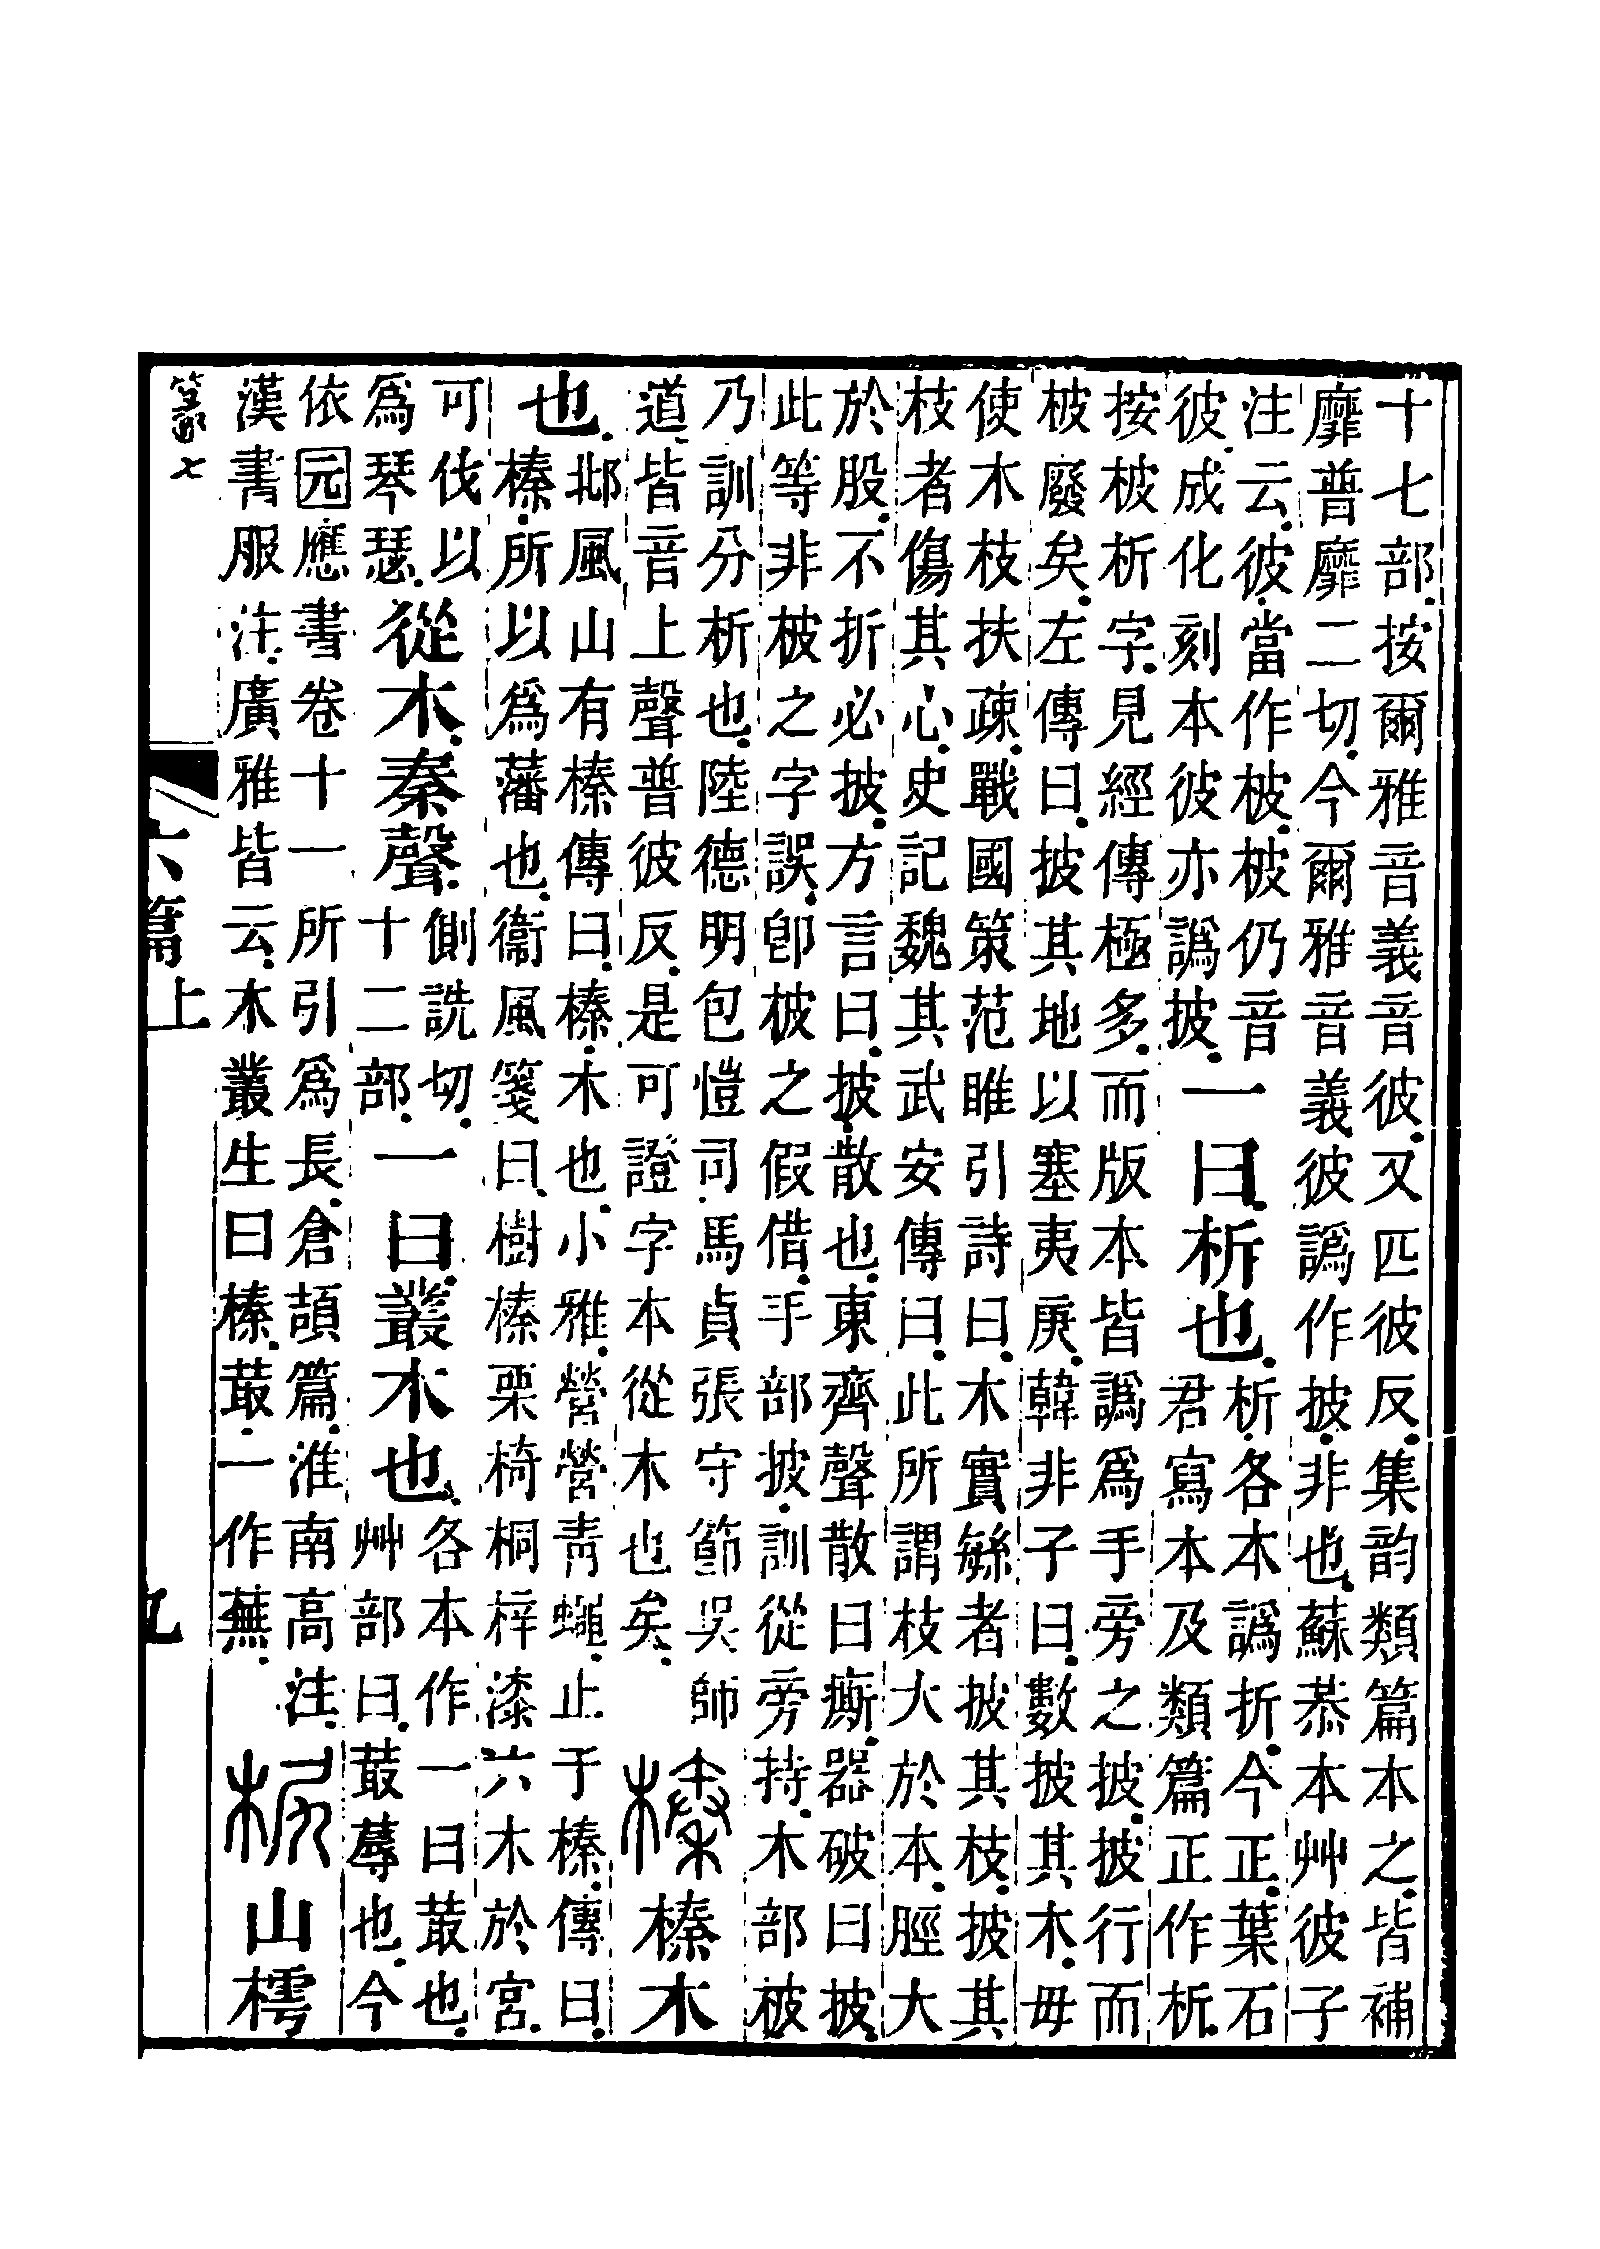 十七部.按爾雅音義音彼.又匹彼反.集韵類篇本之.皆補
靡普靡二切.今爾雅音義彼譌作披.非也.蘇恭本艸彼子
注云.彼.當作柀.柀仍音
彼.成化刻本彼亦譌披.
一曰.析也.
析.各本譌折.今正.葉石
君寫本及類篇正作析.
按柀析字.見經傳極多.而版本皆譌爲手旁之披.披行而
柀廢矣.左傳曰.披其地以塞夷庚.韓非子曰.數披其木.毋
使木枝扶疎.戰國策范睢引詩曰.木實緐者披其枝.披其
枝者傷其心.史記魏其武安傳曰.此所謂枝大於本.脛大
於股.不折必披.方言曰.披.散也.東齊聲散曰㾷.器破曰披.
此等非柀之字誤.卽柀之假借.手部披.訓從旁持.木部柀
乃訓分析也.陸德明包愷司馬貞張守節吳師
道.皆音上聲普彼反.是可證字本從木也矣.
榛榛木
也.
邶風山有榛傳曰.榛.木也.小雅.營營靑蠅.止于榛.傳曰.
榛.所以爲藩也.衞風箋曰.樹榛栗椅桐梓漆六木於宮.
可伐以
爲琴瑟.
從木.秦聲.
側詵切.
十二部.
一曰.叢木也.
各本作一曰菆也.
艸部曰.菆蓐也.今
依元應書卷十一所引爲長.倉頡篇.淮南高注.
漢書服注.廣雅皆云.木叢生曰榛.菆.一作蕪.
山樗
篆七
六篇上
九